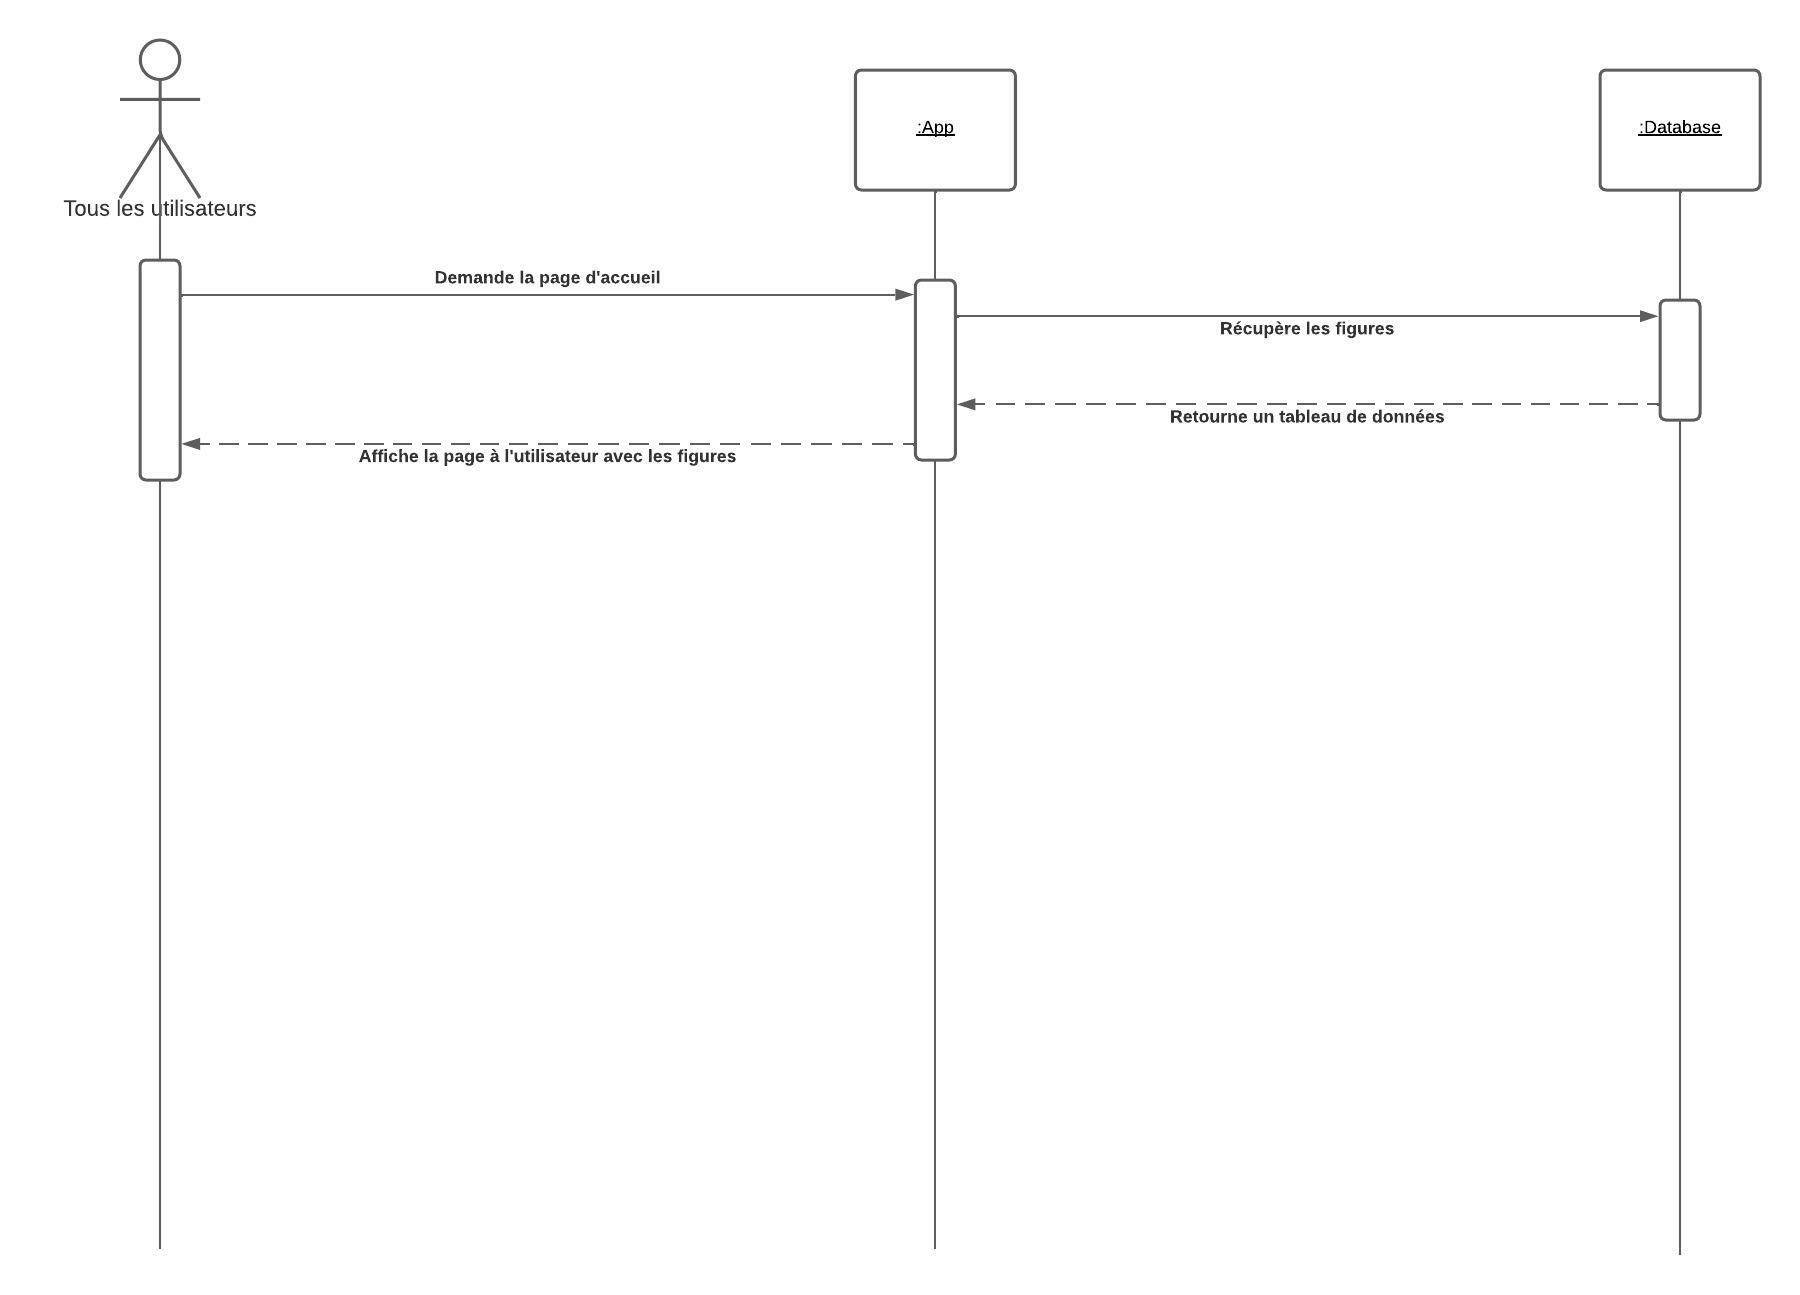 :App
:Database
Tous les utilisateurs
Demande la page d'accueil
Récupère les figures
Retourne un tableau de données
Affiche la page à l'utilisateur avec les figures